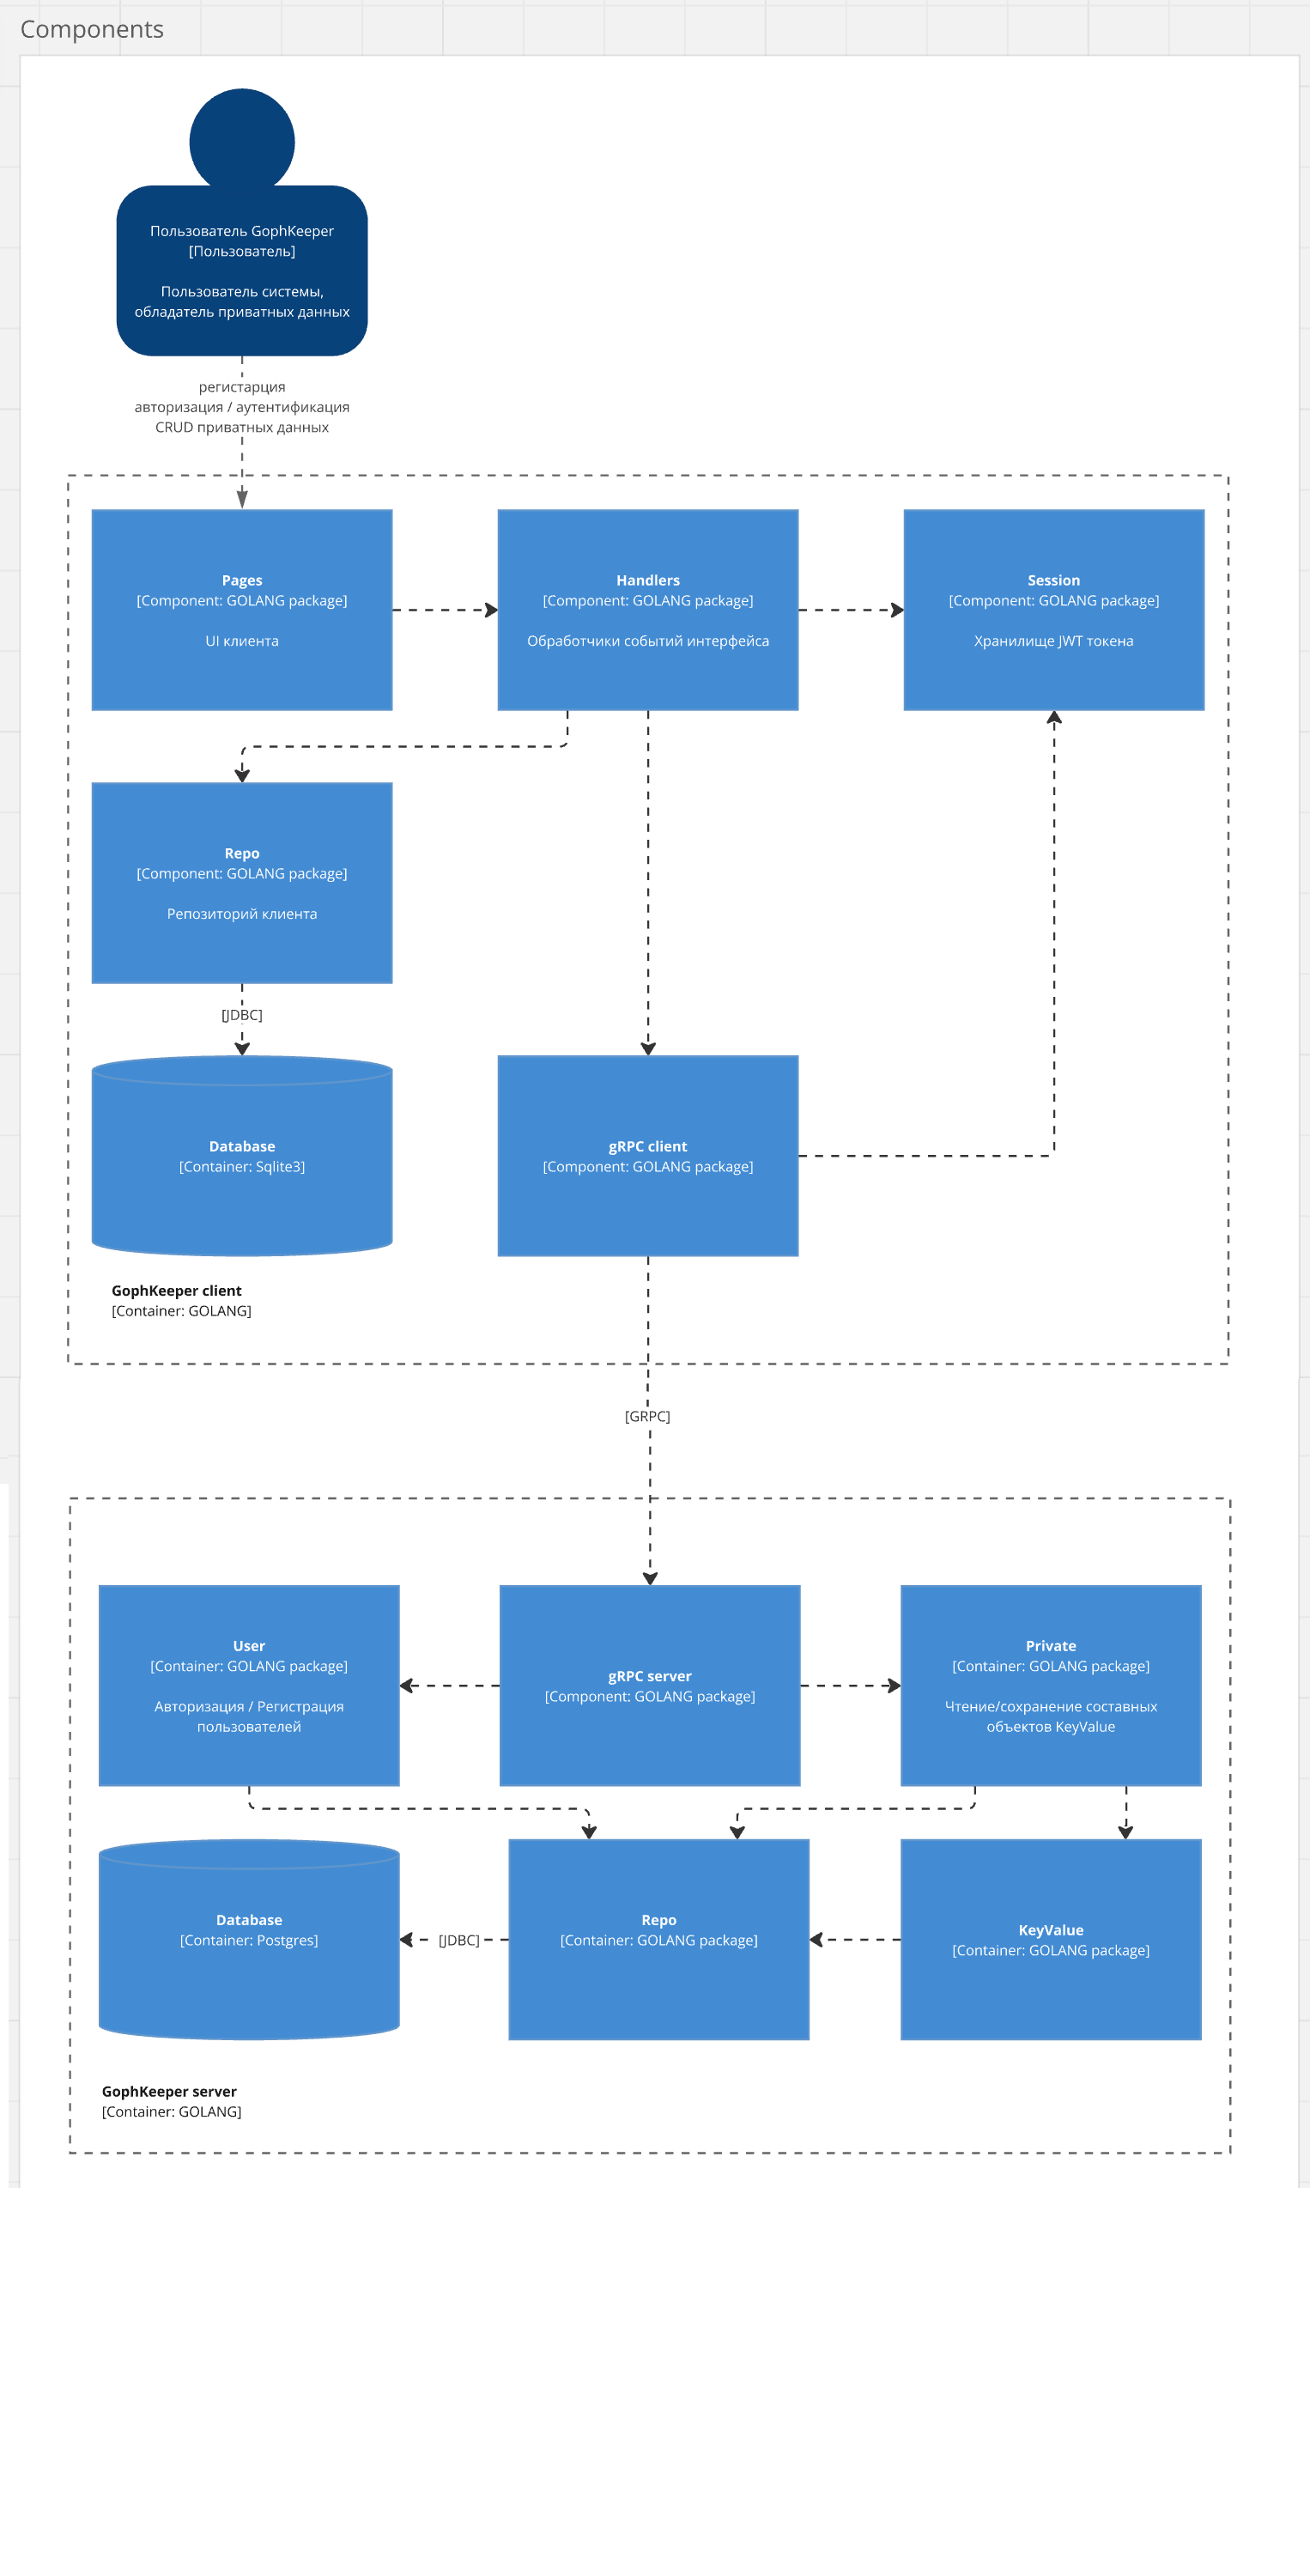 Components
Пользователь GophKeeper
[Пользователь]
Пользователь системы,
обладатель приватных данных
регистарция
авторизация / аутентификация
CRUD приватных данных
Pages
[Component: GOLANG package]
UI клиента
Handlers
[Component: GOLANG package]
Обработчики событий интерфейса
Session
[Component: GOLANG package]
Хранилище JWT токена
Repo
[Component: GOLANG package]
Репозиторий клиента
[JDBC]
Database
[Container: Sqlite3]
gRPC client
[Component: GOLANG package]
GophKeeper client
[Container: GOLANG]
[GRPC]
User
[Container: GOLANG package]
Авторизация / Регистрация
пользователей
gRPC server
[Component: GOLANG package]
Private
[Container: GOLANG package]
Чтение/сохранение составных
объектов KeyValue
Database
[Container: Postgres]
[JDBC]
Repo
[Container: GOLANG package]
KeyValue
[Container: GOLANG package]
GophKeeper server
[Container: GOLANG]